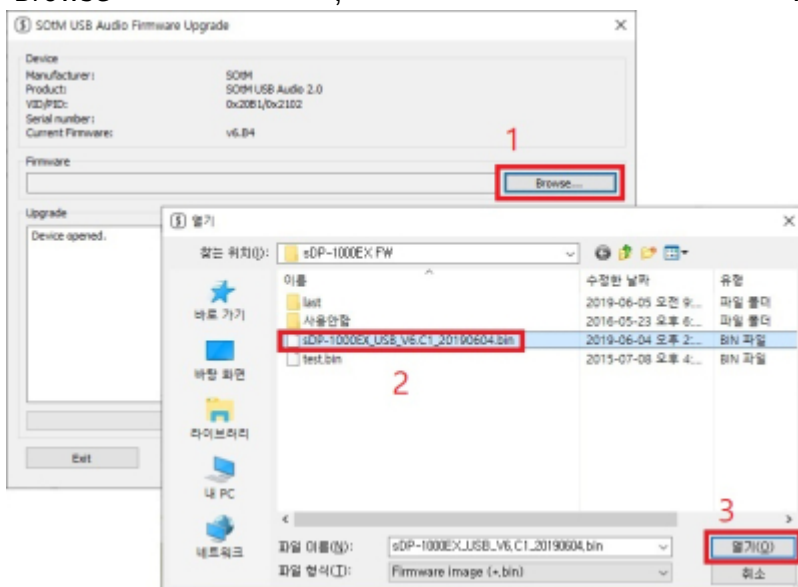 SOtM USB Audio Firmware Upgrade
Device
Manufacturer: SOtM
Product: SOtM USB Audio 2.0
VID/PID: 0x20B1/0x2102
Serial number:
Current Firmware: v6.B4
1
Firmware
Browse...
Upgrade
Device opened.
열기
찾는 위치(I): sDP-1000EX FW
이름 수정한 날짜 유형
last 2019-06-05 오전 9:... 파일 폴더
사용안함 2016-05-23 오후 6:... 파일 폴더
sDP-1000EX_USB_V6.C1_20190604.bin 2019-06-04 오후 2:... BIN 파일
test.bin 2015-07-08 오후 4:... BIN 파일
2
바로 가기
바탕 화면
라이브러리
내 PC
네트워크
Exit
3
파일 이름(N): sDP-1000EX_USB_V6.C1_20190604.bin 열기(O)
파일 형식(T): Firmware image (*.bin) 취소